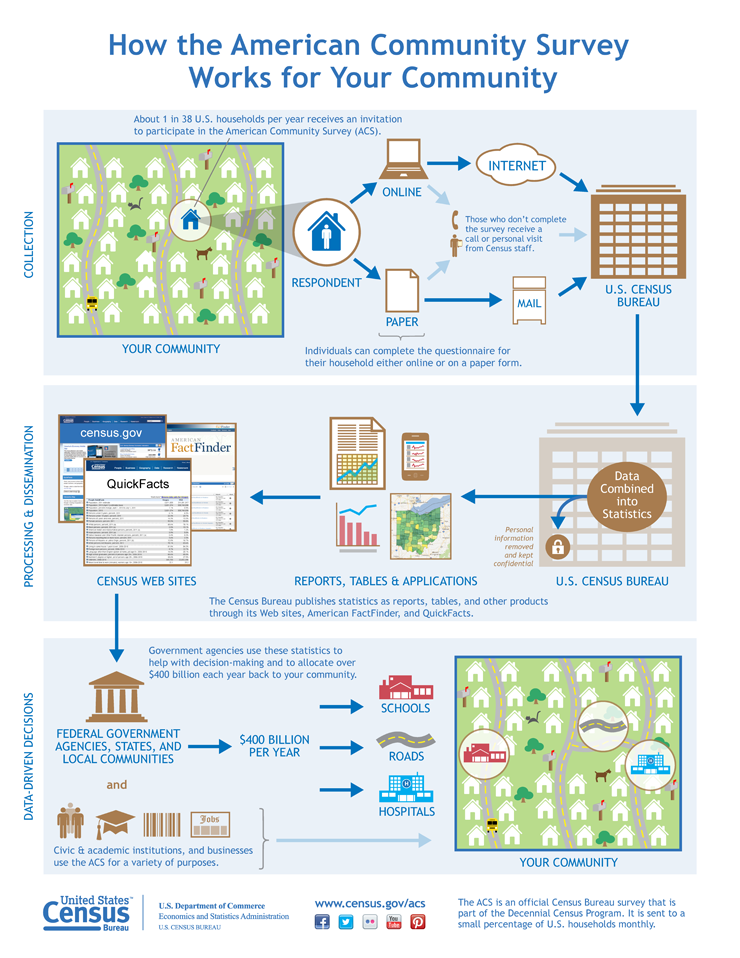 How the American Community Survey
Works for Your Community
COLLECTION
About 1 in 38 U.S. households per year receives an invitation
to participate in the American Community Survey (ACS).
YOUR COMMUNITY
RESPONDENT
ONLINE
INTERNET
Those who don't complete
the survey receive a
call or personal visit
from Census staff.
PAPER
MAIL
U.S. CENSUS
BUREAU
Individuals can complete the questionnaire for
their household either online or on a paper form.
PROCESSING & DISSEMINATION
census.gov
AMERICAN
FactFinder
Census
QuickFacts
CENSUS WEB SITES
REPORTS, TABLES & APPLICATIONS
Data
Combined
into
Statistics
Personal
information
removed
and kept
confidential
U.S. CENSUS BUREAU
The Census Bureau publishes statistics as reports, tables, and other products
through its Web sites, American FactFinder, and QuickFacts.
DATA-DRIVEN DECISIONS
Government agencies use these statistics to
help with decision-making and to allocate over
$400 billion each year back to your community.
FEDERAL GOVERNMENT
AGENCIES, STATES, AND
LOCAL COMMUNITIES
$400 BILLION
PER YEAR
SCHOOLS
ROADS
H
HOSPITALS
and
Jobs
Civic & academic institutions, and businesses
use the ACS for a variety of purposes.
H
YOUR COMMUNITY
United States™
Census
Bureau
U.S. Department of Commerce
Economics and Statistics Administration
U.S. CENSUS BUREAU
www.census.gov/acs
You
Tube
The ACS is an official Census Bureau survey that is
part of the Decennial Census Program. It is sent to a
small percentage of U.S. households monthly.